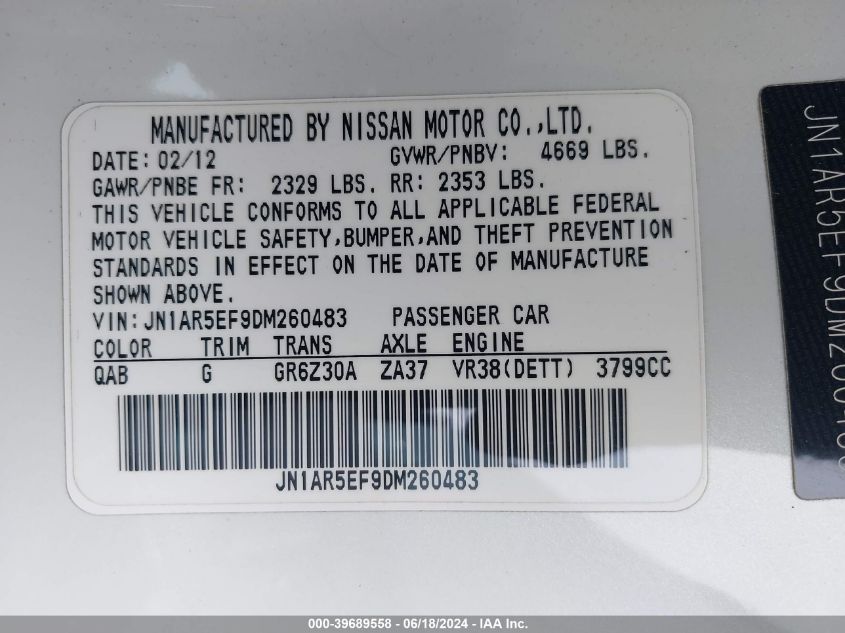 MANUFACTURED BY NISSAN MOTOR CO.,LTD.
DATE: 02/12 GVWR/PNBV: 4669 LBS.
GAWR/PNBE FR: 2329 LBS. RR: 2353 LBS.
THIS VEHICLE CONFORMS TO ALL APPLICABLE FEDERAL
MOTOR VEHICLE SAFETY,BUMPER,AND THEFT PREVENTION
STANDARDS IN EFFECT ON THE DATE OF MANUFACTURE
SHOWN ABOVE.
VIN: JN1AR5EF9DM260483 PASSENGER CAR
COLOR TRIM TRANS AXLE ENGINE
QAB G GR6Z30A ZA37 VR38(DETT) 3799CC
JN1AR5EF9DM260483
000-39689558 - 06/18/2024 - IAA Inc.